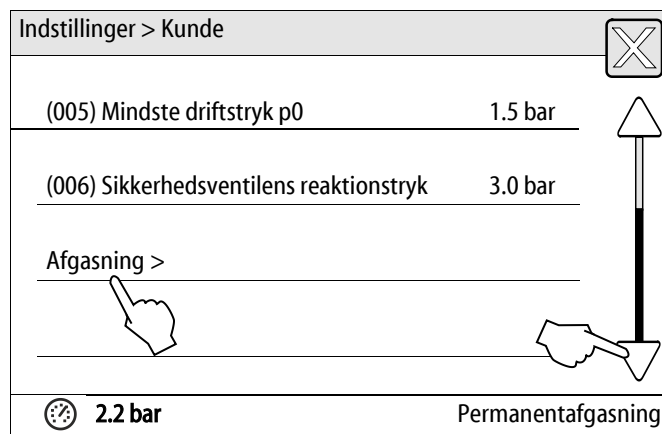 Indstillinger > Kunde
X
(005) Mindste driftstryk p0 1.5 bar
(006) Sikkerhedsventilens reaktionstryk 3.0 bar
Afgasning >
2.2 bar Permanentafgasning